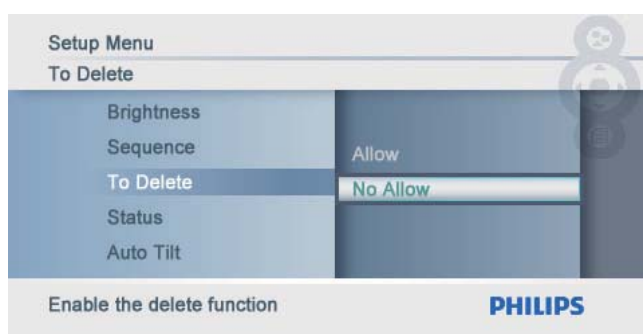 Setup Menu
To Delete
Brightness
Sequence
To Delete
Status
Auto Tilt
Allow
No Allow
Enable the delete function
PHILIPS